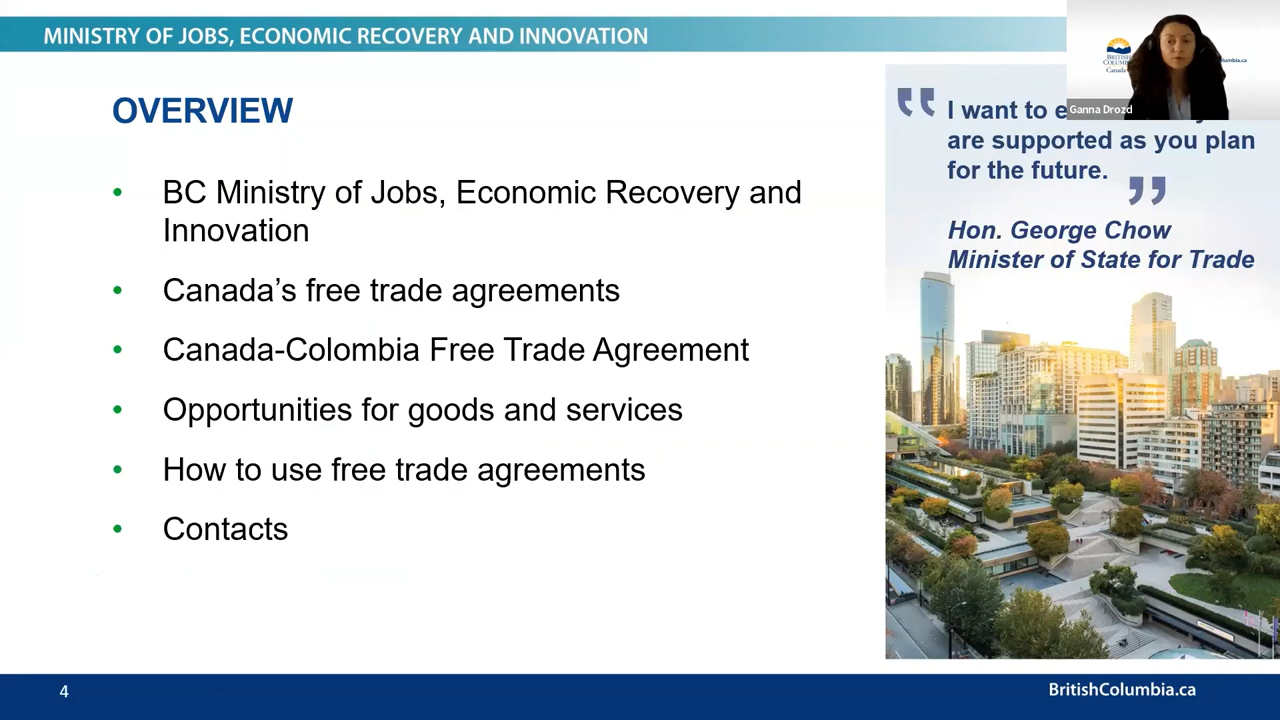 MINISTRY OF JOBS, ECONOMIC RECOVERY AND INNOVATION
OVERVIEW
• BC Ministry of Jobs, Economic Recovery and
Innovation
• Canada's free trade agreements
• Canada-Colombia Free Trade Agreement
• Opportunities for goods and services
• How to use free trade agreements
• Contacts
BRITISH
Canada
Ganna Drozd
I want to
are supported as you plan
for the future.
Hon. George Chow
Minister of State for Trade
4
BritishColumbia.ca